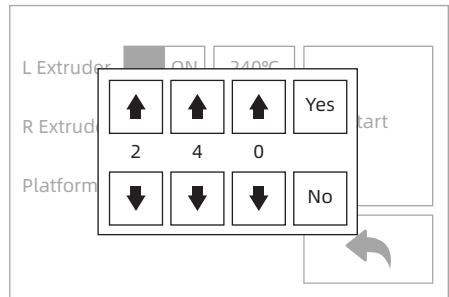 L Extruder ON 240℃
Yes
R Extrud tart
2 4 0
Platform
No